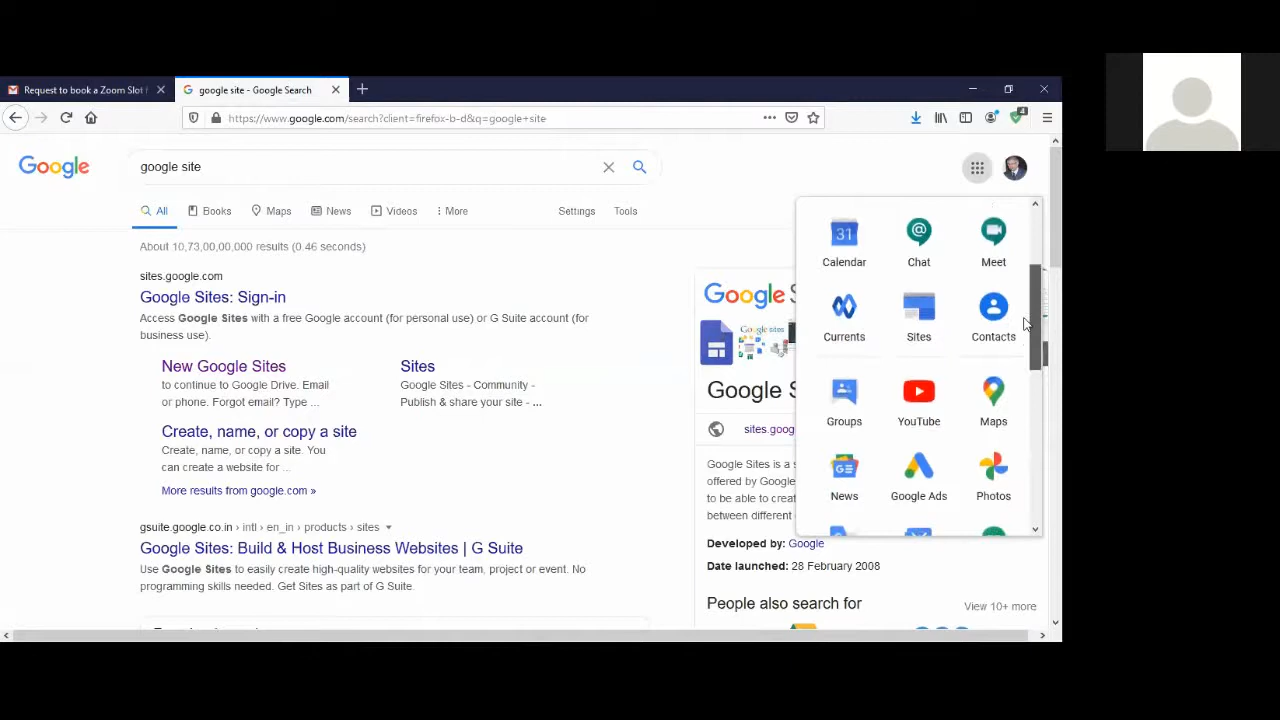 Request to book a Zoom Slot
google site - Google Search
https://www.google.com/search?client=firefox-b-d&q=google+site
4
Google
google site
All
Books
Maps
News
Videos
More
Settings
Tools
About 10,73,00,00,000 results (0.46 seconds)
sites.google.com
Google Sites: Sign-in
Access Google Sites with a free Google account (for personal use) or G Suite account (for
business use).
New Google Sites
to continue to Google Drive. Email
or phone. Forgot email? Type ...
Sites
Google Sites - Community -
Publish & share your site - ...
Create, name, or copy a site
Create, name, or copy a site. You
can create a website for ...
More results from google.com »
gsuite.google.co.in › intl › en_in › products › sites
Google Sites: Build & Host Business Websites | G Suite
Use Google Sites to easily create high-quality websites for your team, project or event. No
programming skills needed. Get Sites as part of G Suite.
Google S
Google sites
Google S
sites.goog
Google Sites is a s
offered by Google
to be able to creat
between different
Developed by: Google
Date launched: 28 February 2008
People also search for
View 10+ more
31
Calendar
Chat
Meet
Currents
Sites
Contacts
Groups
YouTube
Maps
GE
News
Google Ads
Photos